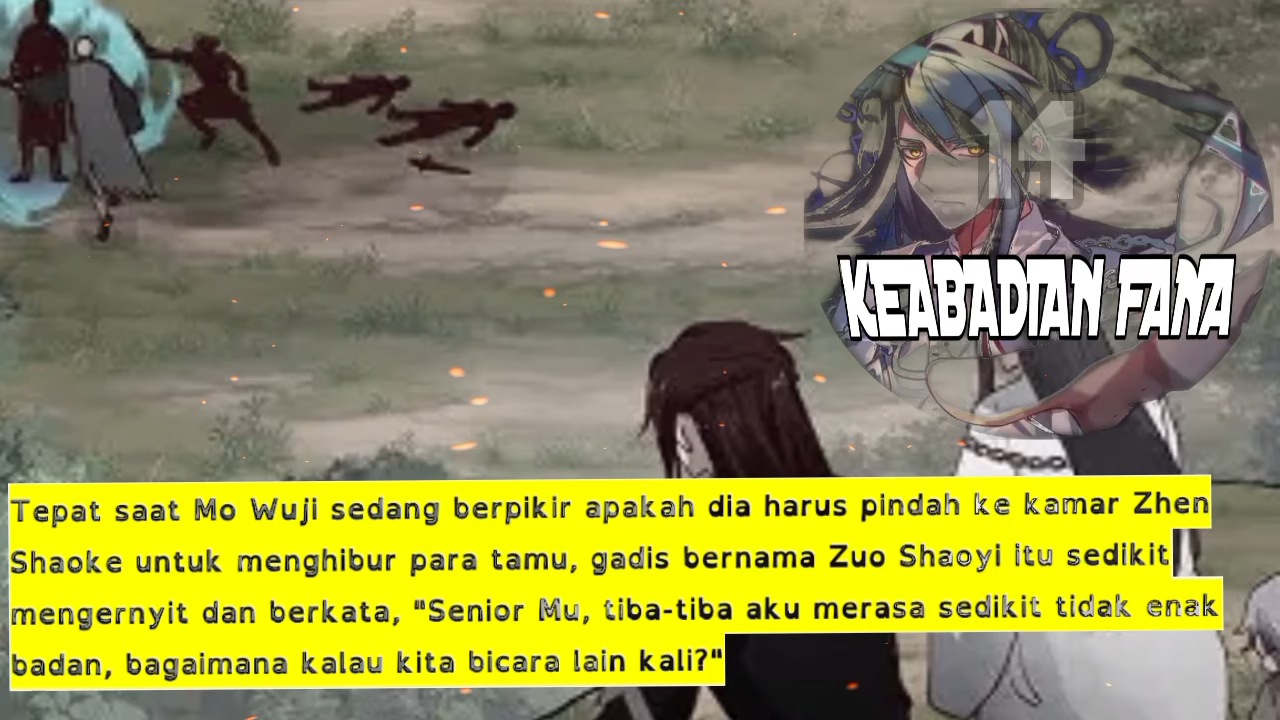 14
KEABADIAN FANA
Tepat saat Mo Wuji sedang berpikir apakah dia harus pindah ke kamar Zhen
Shaoke untuk menghibur para tamu, gadis bernama Zuo Shaoyi itu sedikit
mengernyit dan berkata, "Senior Mu, tiba-tiba aku merasa sedikit tidak enak
badan, bagaimana kalau kita bicara lain kali?"